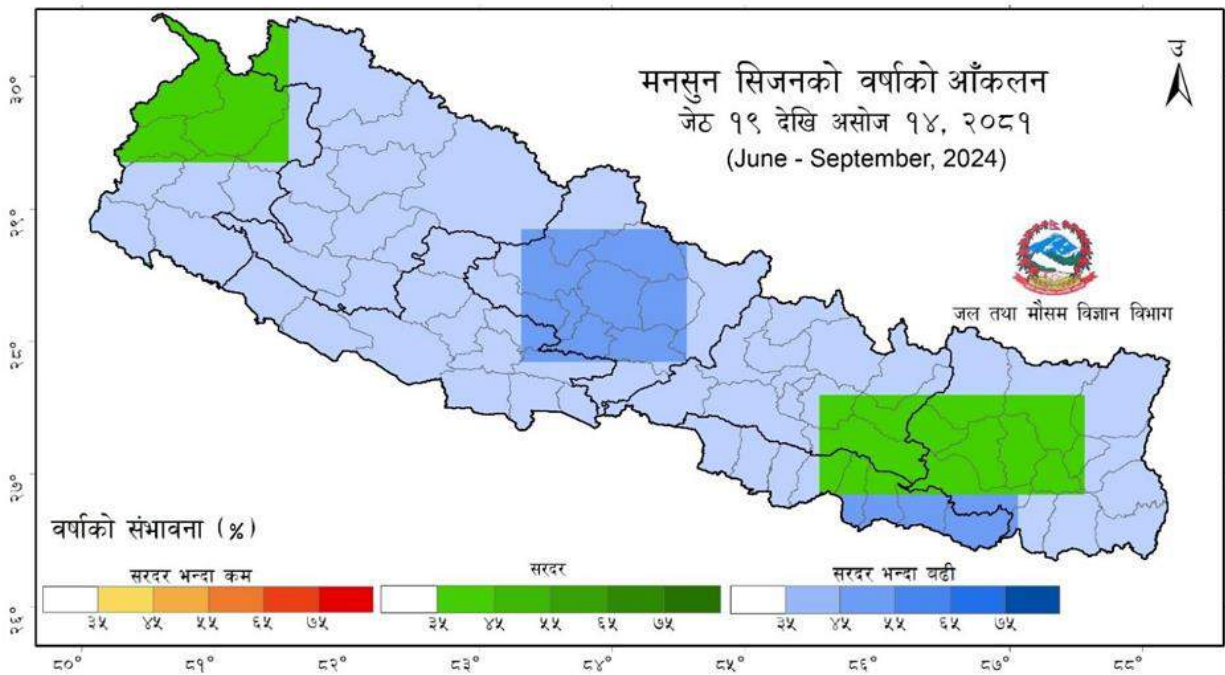 मनसुन सिजनको वर्षाको आँकलन
जेठ १९ देखि असोज १४, २०८१
(June - September, 2024)
उ
जल तथा मौसम विज्ञान विभाग
३०°
२९°
२८°
२७°
२६°
वर्षाको संभावना (%)
सरदर भन्दा कम
सरदर
सरदर भन्दा बढी
३५ ४५ ५५ ६५ ७५
३५ ४५ ५५ ६५ ७५
३५ ४५ ५५ ६५ ७५
८०° ८१° ८२° ८३° ८४° ८५° ८६° ८७° ८८°